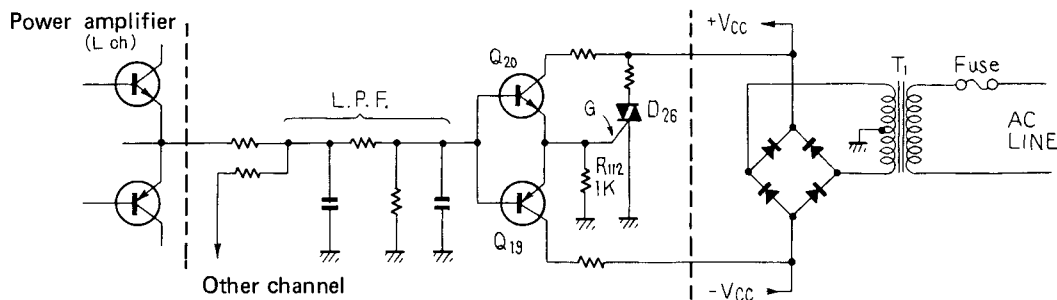 Power amplifier
(L ch)
L.P.F.
Q20
G
D26
R112
1K
Q19
Other channel
+Vcc
T1
Fuse
AC
LINE
-Vcc